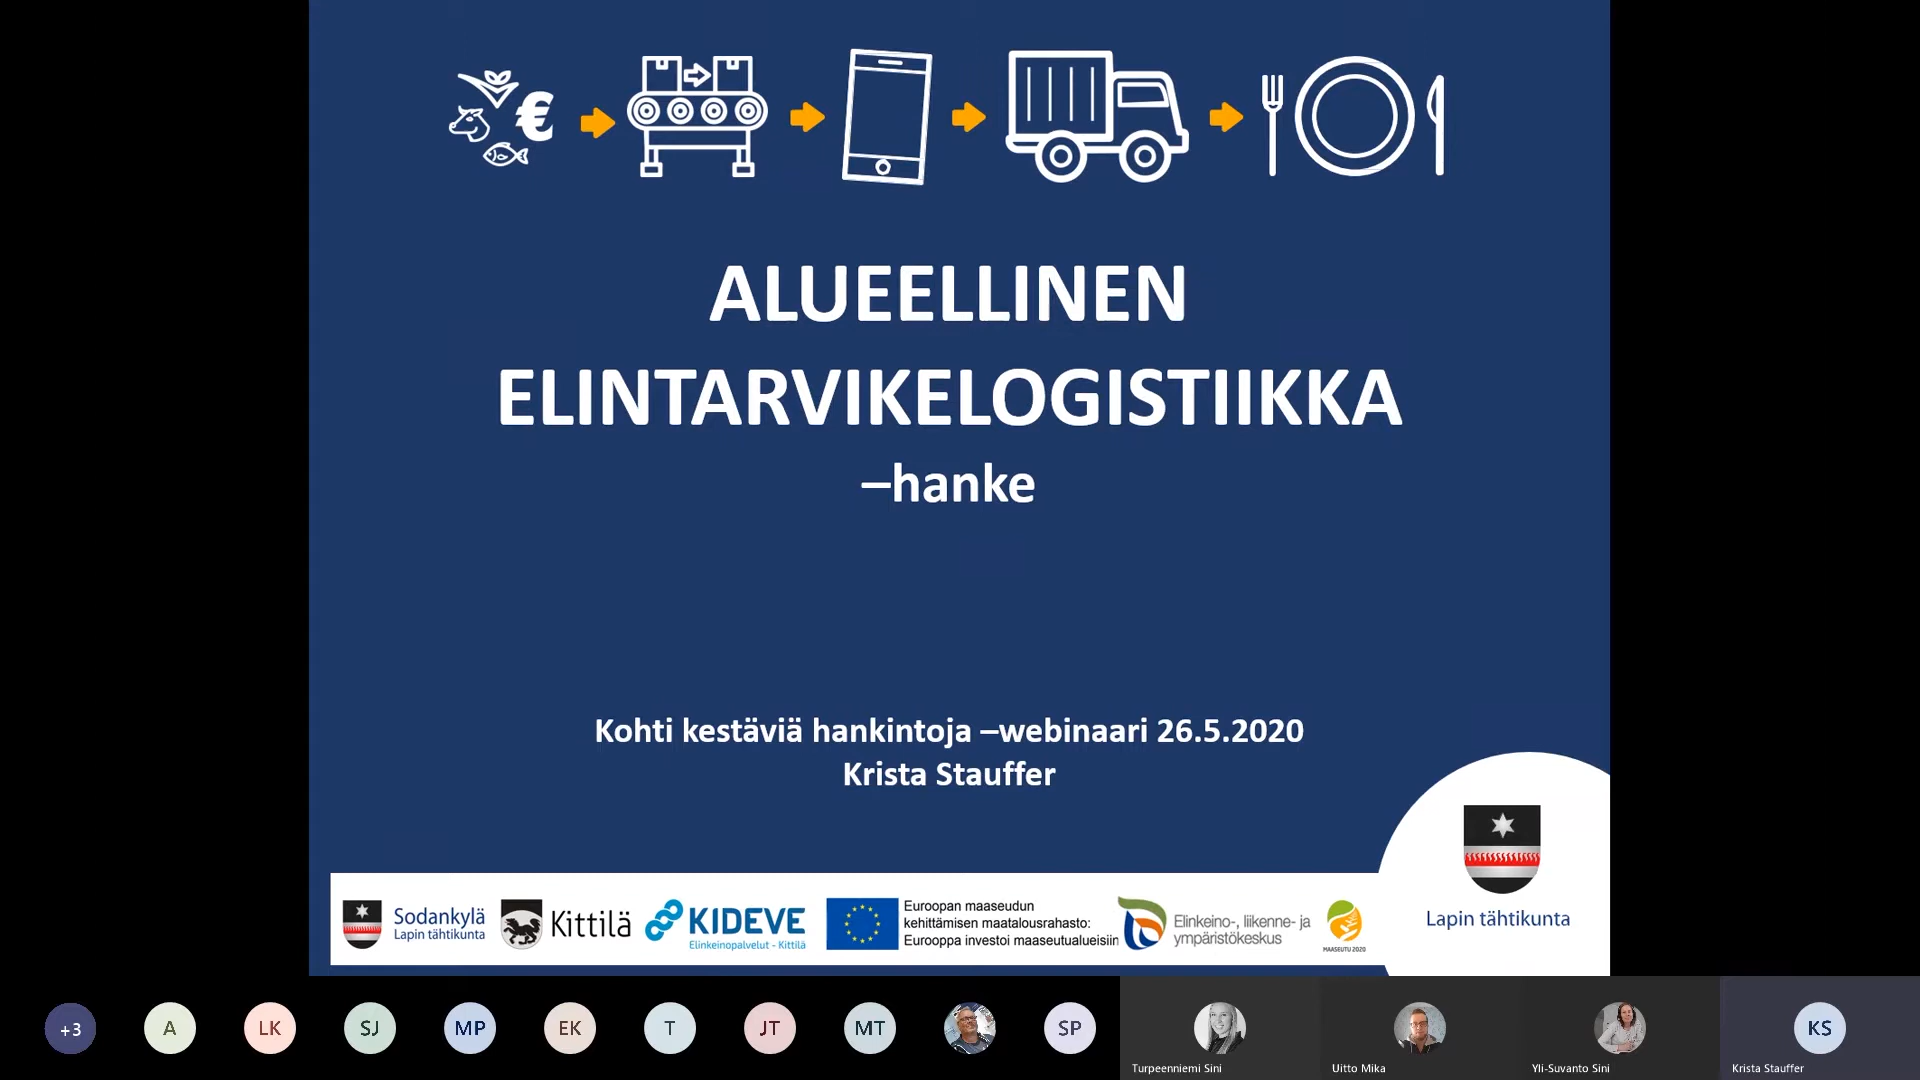 €
ALUEELLINEN
ELINTARVIKELOGISTIIKKA
–hanke
Kohti kestäviä hankintoja –webinaari 26.5.2020
Krista Stauffer
Sodankylä
Lapin tähtikunta
Kittilä
KIDEVE
Elinkeinopalvelut - Kittilä
Euroopan maaseudun
kehittämisen maatalousrahasto:
Eurooppa investoi maaseutualueisiin
Elinkeino-, liikenne- ja
ympäristökeskus
MAASEUTU 2020
Lapin tähtikunta
+3
A
LK
SJ
MP
EK
T
JT
MT
SP
KS
Turpeenniemi Sini
Uitto Mika
Yli-Suvanto Sini
Krista Stauffer